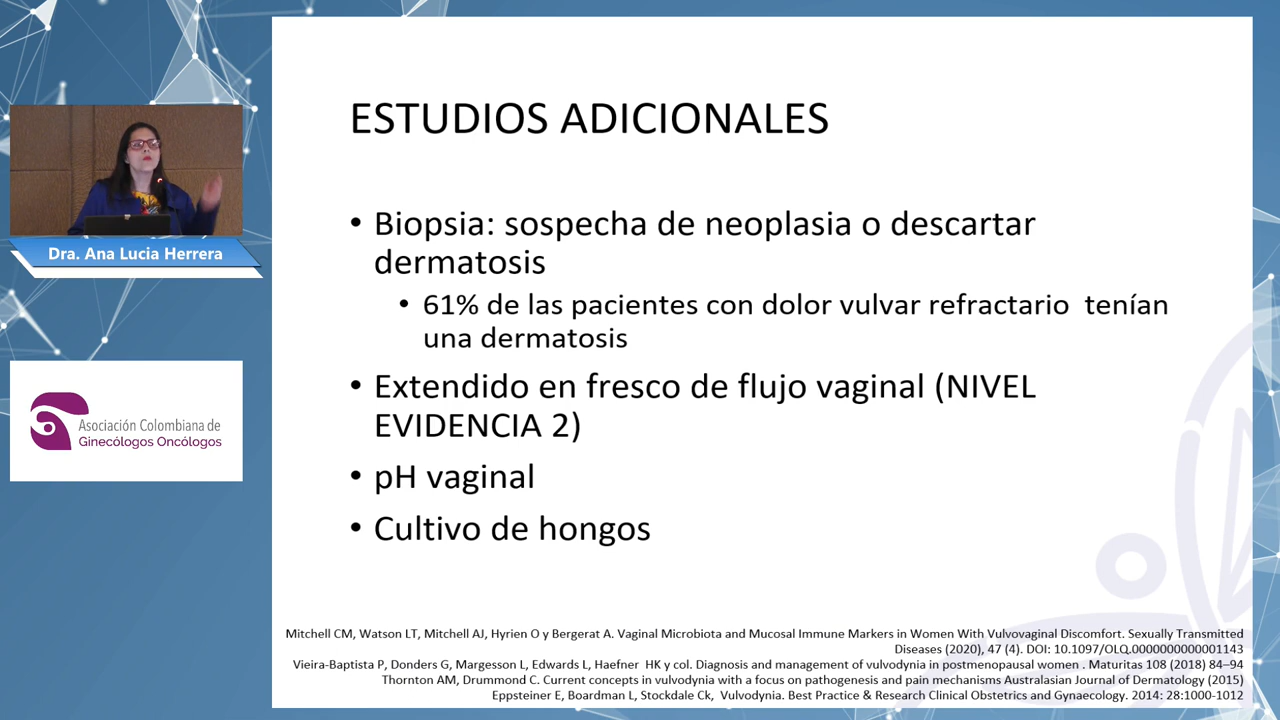 ESTUDIOS ADICIONALES
Dra. Ana Lucia Herrera
Asociación Colombiana de
Ginecólogos Oncólogos
• Biopsia: sospecha de neoplasia o descartar
dermatosis
• 61% de las pacientes con dolor vulvar refractario tenían
una dermatosis
• Extendido en fresco de flujo vaginal (NIVEL
EVIDENCIA 2)
• pH vaginal
• Cultivo de hongos
Mitchell CM, Watson LT, Mitchell AJ, Hyrien O y Bergerat A. Vaginal Microbiota and Mucosal Immune Markers in Women With Vulvovaginal Discomfort. Sexually Transmitted
Diseases (2020), 47 (4). DOI: 10.1097/OLQ.0000000000001143
Vieira-Baptista P, Donders G, Margesson L, Edwards L, Haefner HK y col. Diagnosis and management of vulvodynia in postmenopausal women . Maturitas 108 (2018) 84–94
Thornton AM, Drummond C. Current concepts in vulvodynia with a focus on pathogenesis and pain mechanisms Australasian Journal of Dermatology (2015)
Eppsteiner E, Boardman L, Stockdale Ck, Vulvodynia. Best Practice & Research Clinical Obstetrics and Gynaecology. 2014: 28:1000-1012